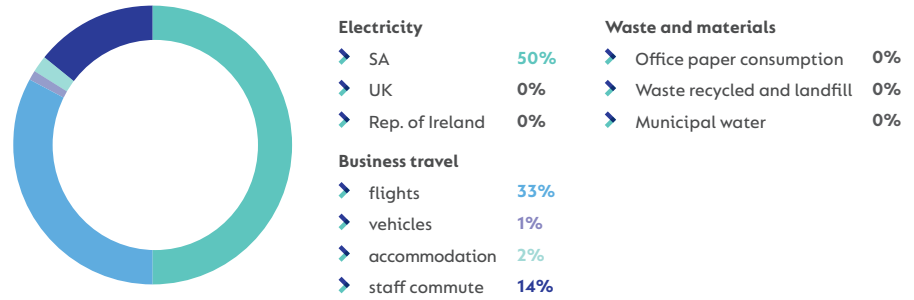 Electricity
SA 50%
UK 0%
Rep. of Ireland 0%
Business travel
flights 33%
vehicles 1%
accommodation 2%
staff commute 14%
Waste and materials
Office paper consumption 0%
Waste recycled and landfill 0%
Municipal water 0%